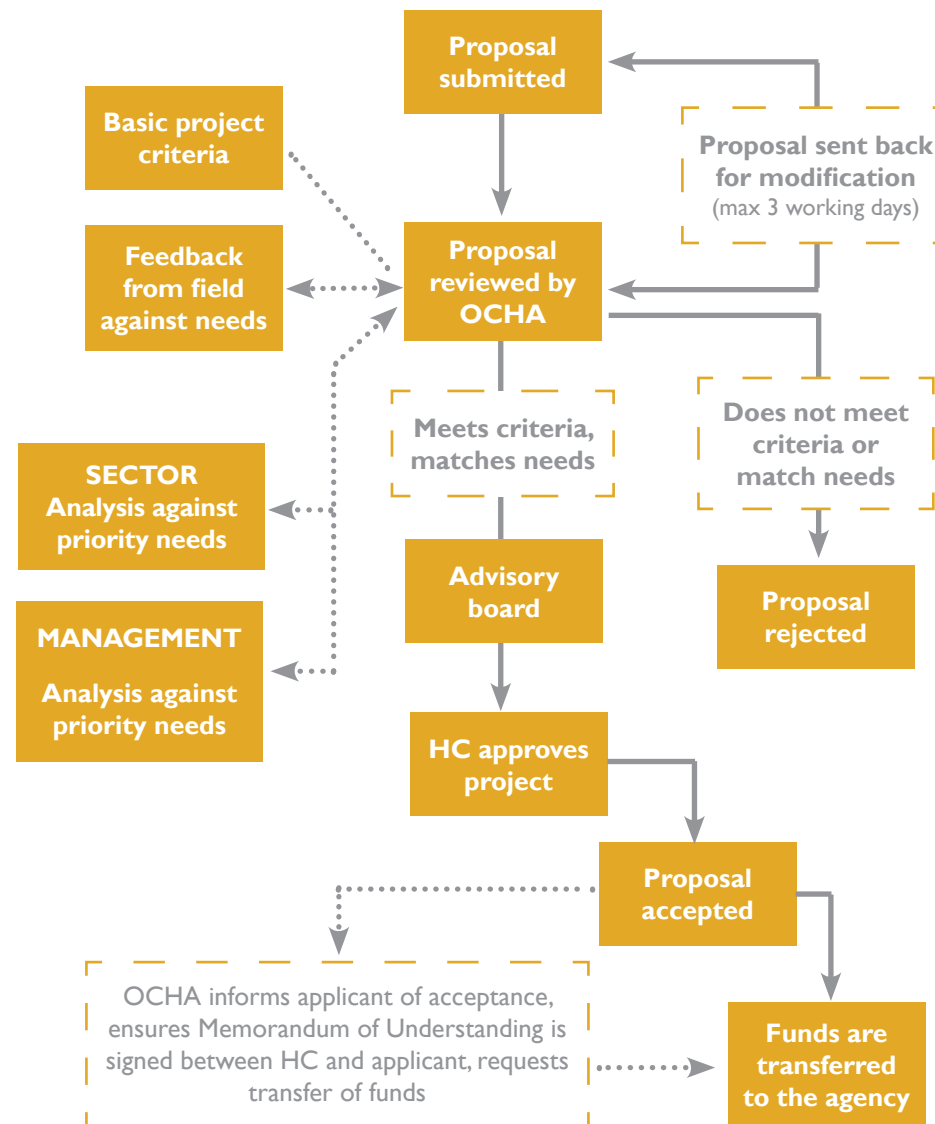 Proposal
submitted
Basic project
criteria
Proposal sent back
for modification
(max 3 working days)
Feedback
from field
against needs
Proposal
reviewed by
OCHA
Meets criteria,
matches needs
Does not meet
criteria or
match needs
SECTOR
Analysis against
priority needs
Advisory
board
Proposal
rejected
MANAGEMENT
Analysis against
priority needs
HC approves
project
Proposal
accepted
OCHA informs applicant of acceptance,
ensures Memorandum of Understanding is
signed between HC and applicant, requests
transfer of funds
Funds are
transferred
to the agency